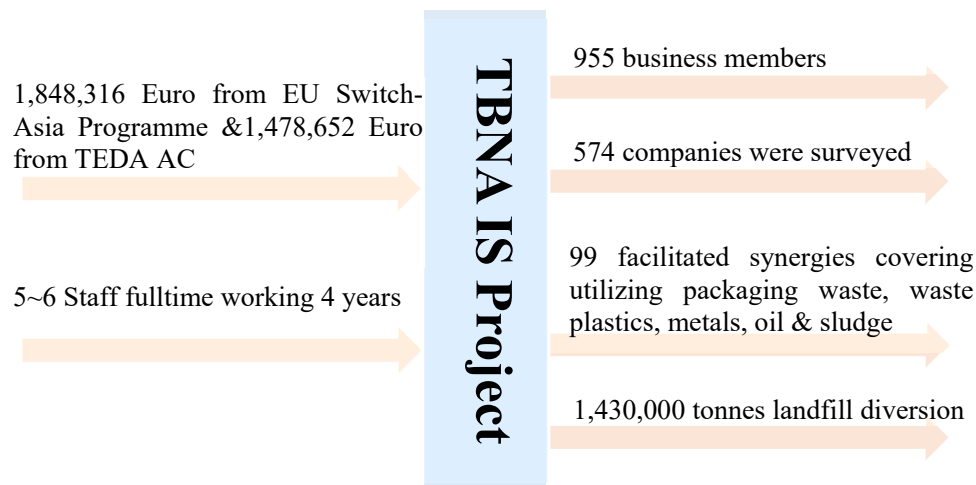 1,848,316 Euro from EU Switch-
Asia Programme &1,478,652 Euro
from TEDA AC
5~6 Staff fulltime working 4 years
TBNA IS Project
955 business members
574 companies were surveyed
99 facilitated synergies covering
utilizing packaging waste, waste
plastics, metals, oil & sludge
1,430,000 tonnes landfill diversion